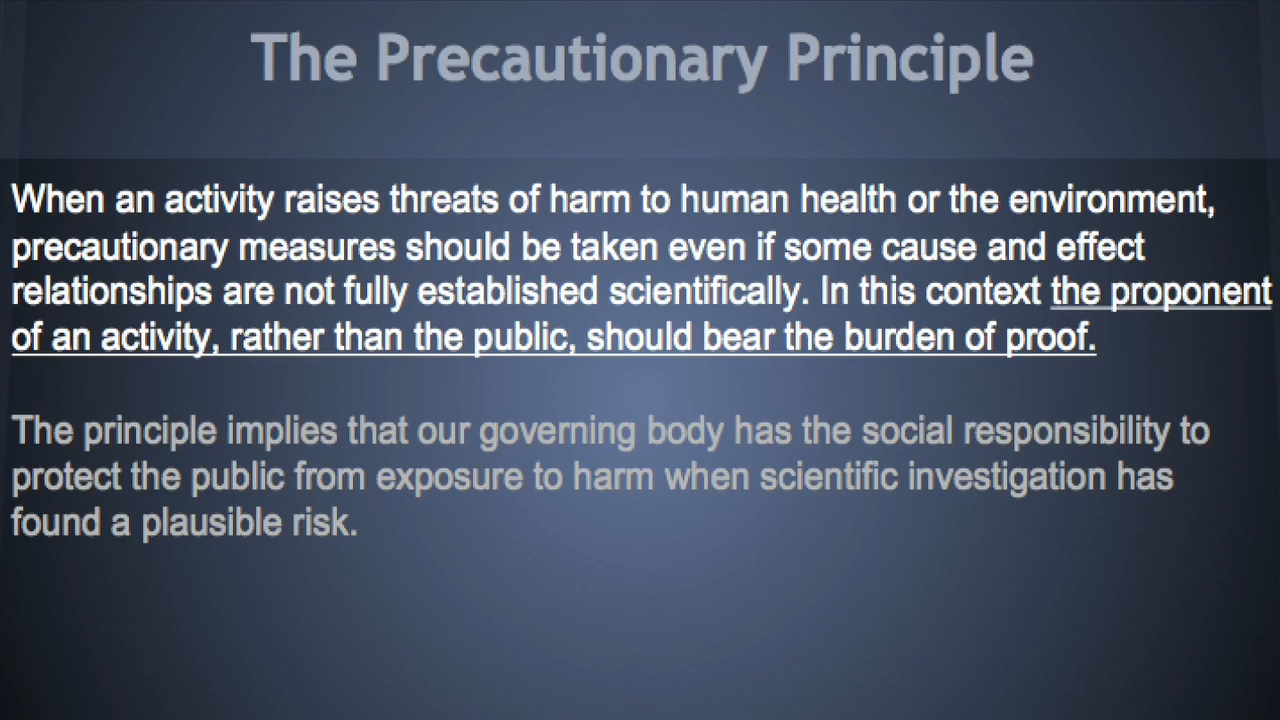 The Precautionary Principle
When an activity raises threats of harm to human health or the environment,
precautionary measures should be taken even if some cause and effect
relationships are not fully established scientifically. In this context the proponent
of an activity, rather than the public, should bear the burden of proof.
The principle implies that our governing body has the social responsibility to
protect the public from exposure to harm when scientific investigation has
found a plausible risk.